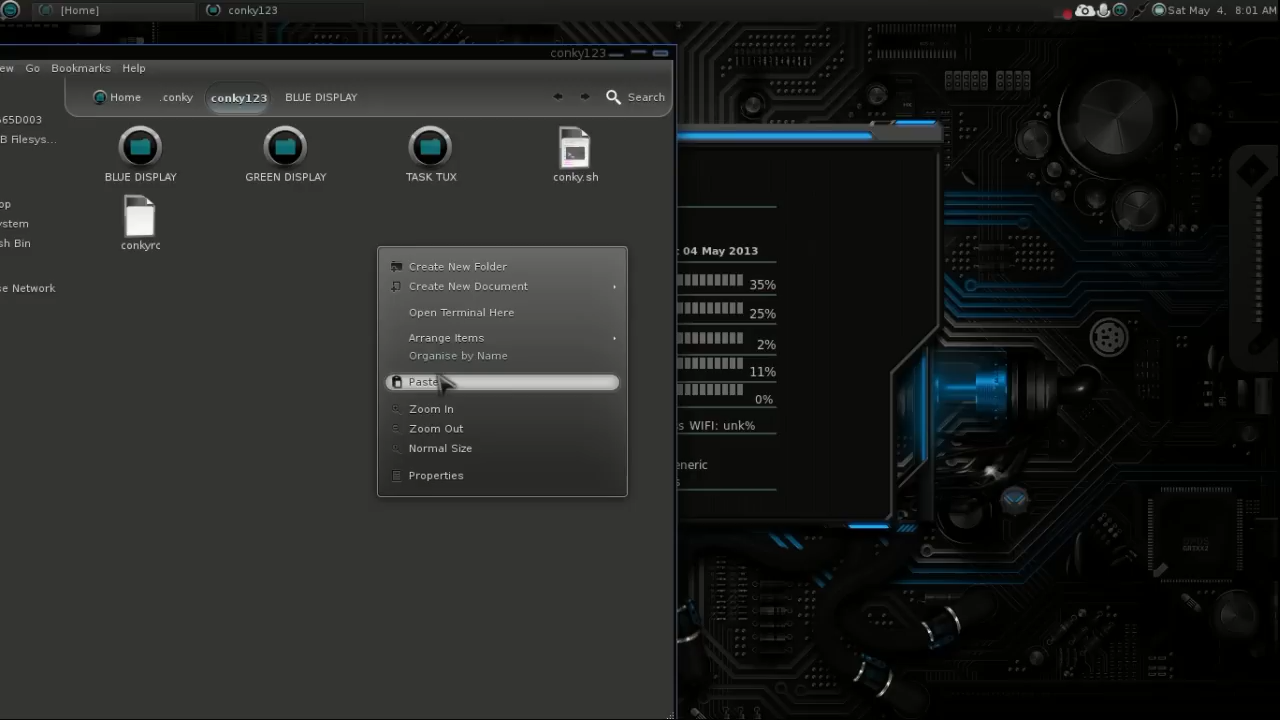 [Home]
conky123
Sat May 4, 8:01 AM
conky123
ew Go Bookmarks Help
Home .conky conky123 BLUE DISPLAY Search
65D003
B Filesys...
op
ystem
sh Bin
se Network
BLUE DISPLAY GREEN DISPLAY TASK TUX conky.sh
conkyrc
Create New Folder
Create New Document
Open Terminal Here
Arrange Items
Organise by Name
Paste
Zoom In
Zoom Out
Normal Size
Properties
: 04 May 2013
35%
25%
2%
11%
0%
s WIFI: unk%
eneric
s